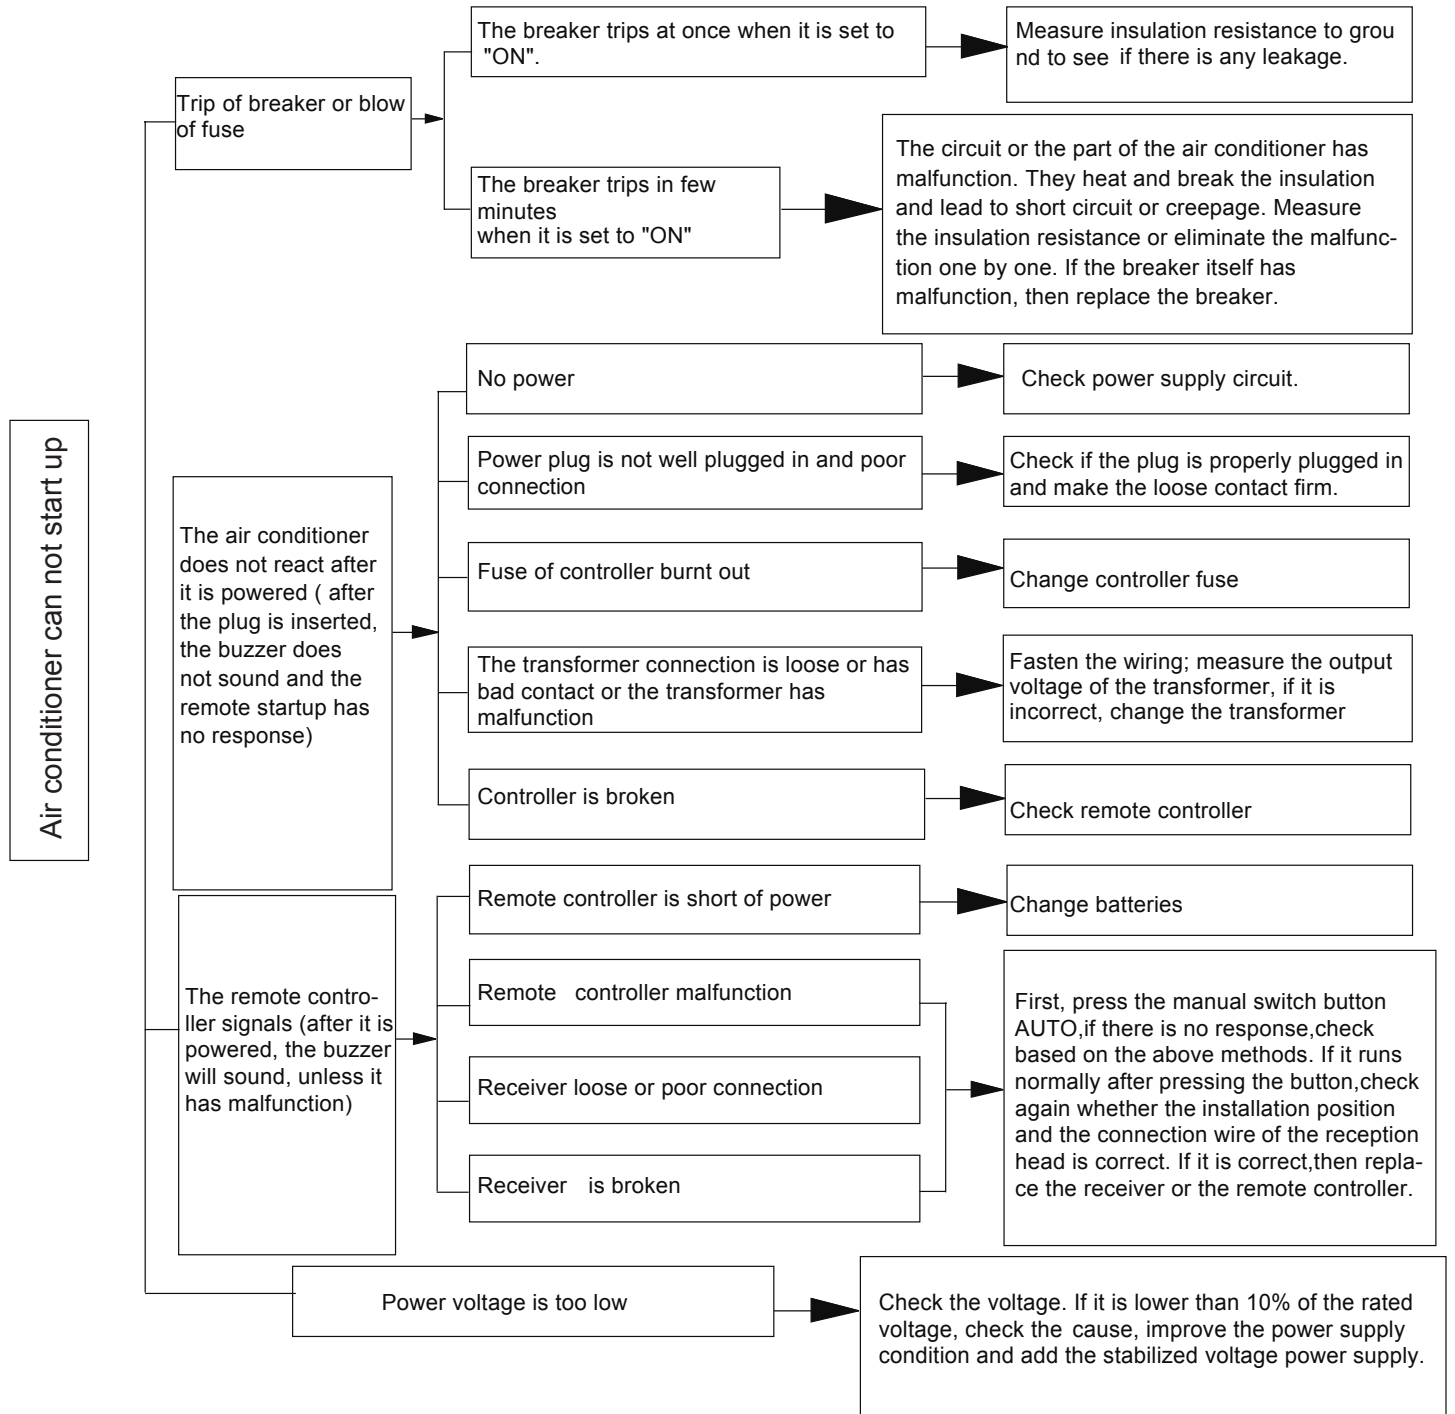 Air conditioner can not start up
Trip of breaker or blow
of fuse
The breaker trips at once when it is set to
"ON".
Measure insulation resistance to grou
nd to see if there is any leakage.
The breaker trips in few
minutes
when it is set to "ON"
The circuit or the part of the air conditioner has
malfunction. They heat and break the insulation
and lead to short circuit or creepage. Measure
the insulation resistance or eliminate the malfunc-
tion one by one. If the breaker itself has
malfunction, then replace the breaker.
The air conditioner
does not react after
it is powered ( after
the plug is inserted,
the buzzer does
not sound and the
remote startup has
no response)
No power
Check power supply circuit.
Power plug is not well plugged in and poor
connection
Check if the plug is properly plugged in
and make the loose contact firm.
Fuse of controller burnt out
Change controller fuse
The transformer connection is loose or has
bad contact or the transformer has
malfunction
Fasten the wiring; measure the output
voltage of the transformer, if it is
incorrect, change the transformer
Controller is broken
Check remote controller
The remote contro-
ller signals (after it is
powered, the buzzer
will sound, unless it
has malfunction)
Remote controller is short of power
Change batteries
Remote controller malfunction
Receiver loose or poor connection
Receiver is broken
First, press the manual switch button
AUTO,if there is no response,check
based on the above methods. If it runs
normally after pressing the button,check
again whether the installation position
and the connection wire of the reception
head is correct. If it is correct,then repla-
ce the receiver or the remote controller.
Power voltage is too low
Check the voltage. If it is lower than 10% of the rated
voltage, check the cause, improve the power supply
condition and add the stabilized voltage power supply.